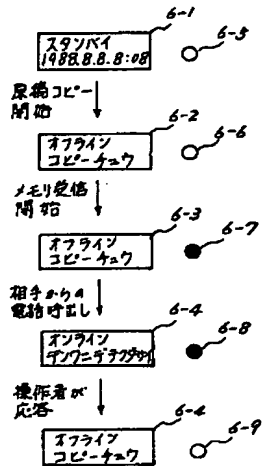 6-1
スタンバイ
1988.8.8. 8:08
6-5
原稿コピー
開始
6-2
オフライン
コピーチュウ
6-6
メモリ受信
開始
6-3
オフライン
コピーチュウ
6-7
相手からの
電話呼出し
6-4
オンライン
デンワニデテクダサイ
6-8
操作者が
応答
6-4
オフライン
コピーチュウ
6-9